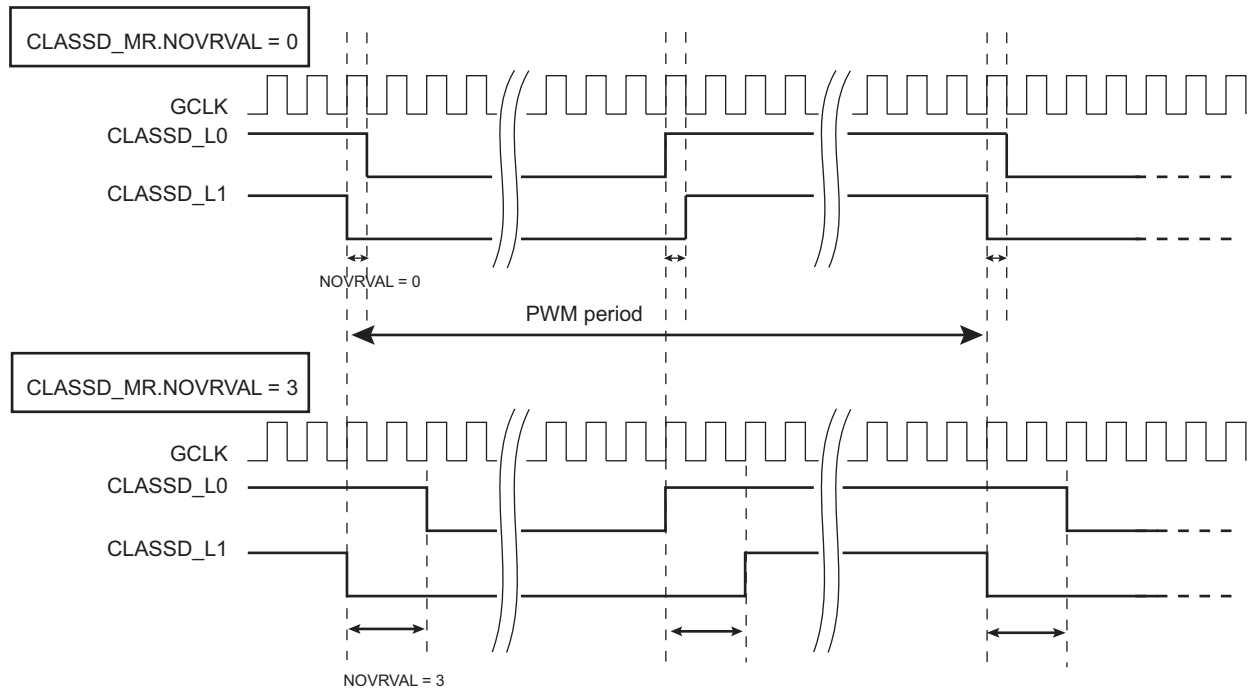 CLASSD_MR.NOVRVAL = 0
GCLK
CLASSD_L0
CLASSD_L1
NOVRVAL = 0
PWM period
CLASSD_MR.NOVRVAL = 3
GCLK
CLASSD_L0
CLASSD_L1
NOVRVAL = 3